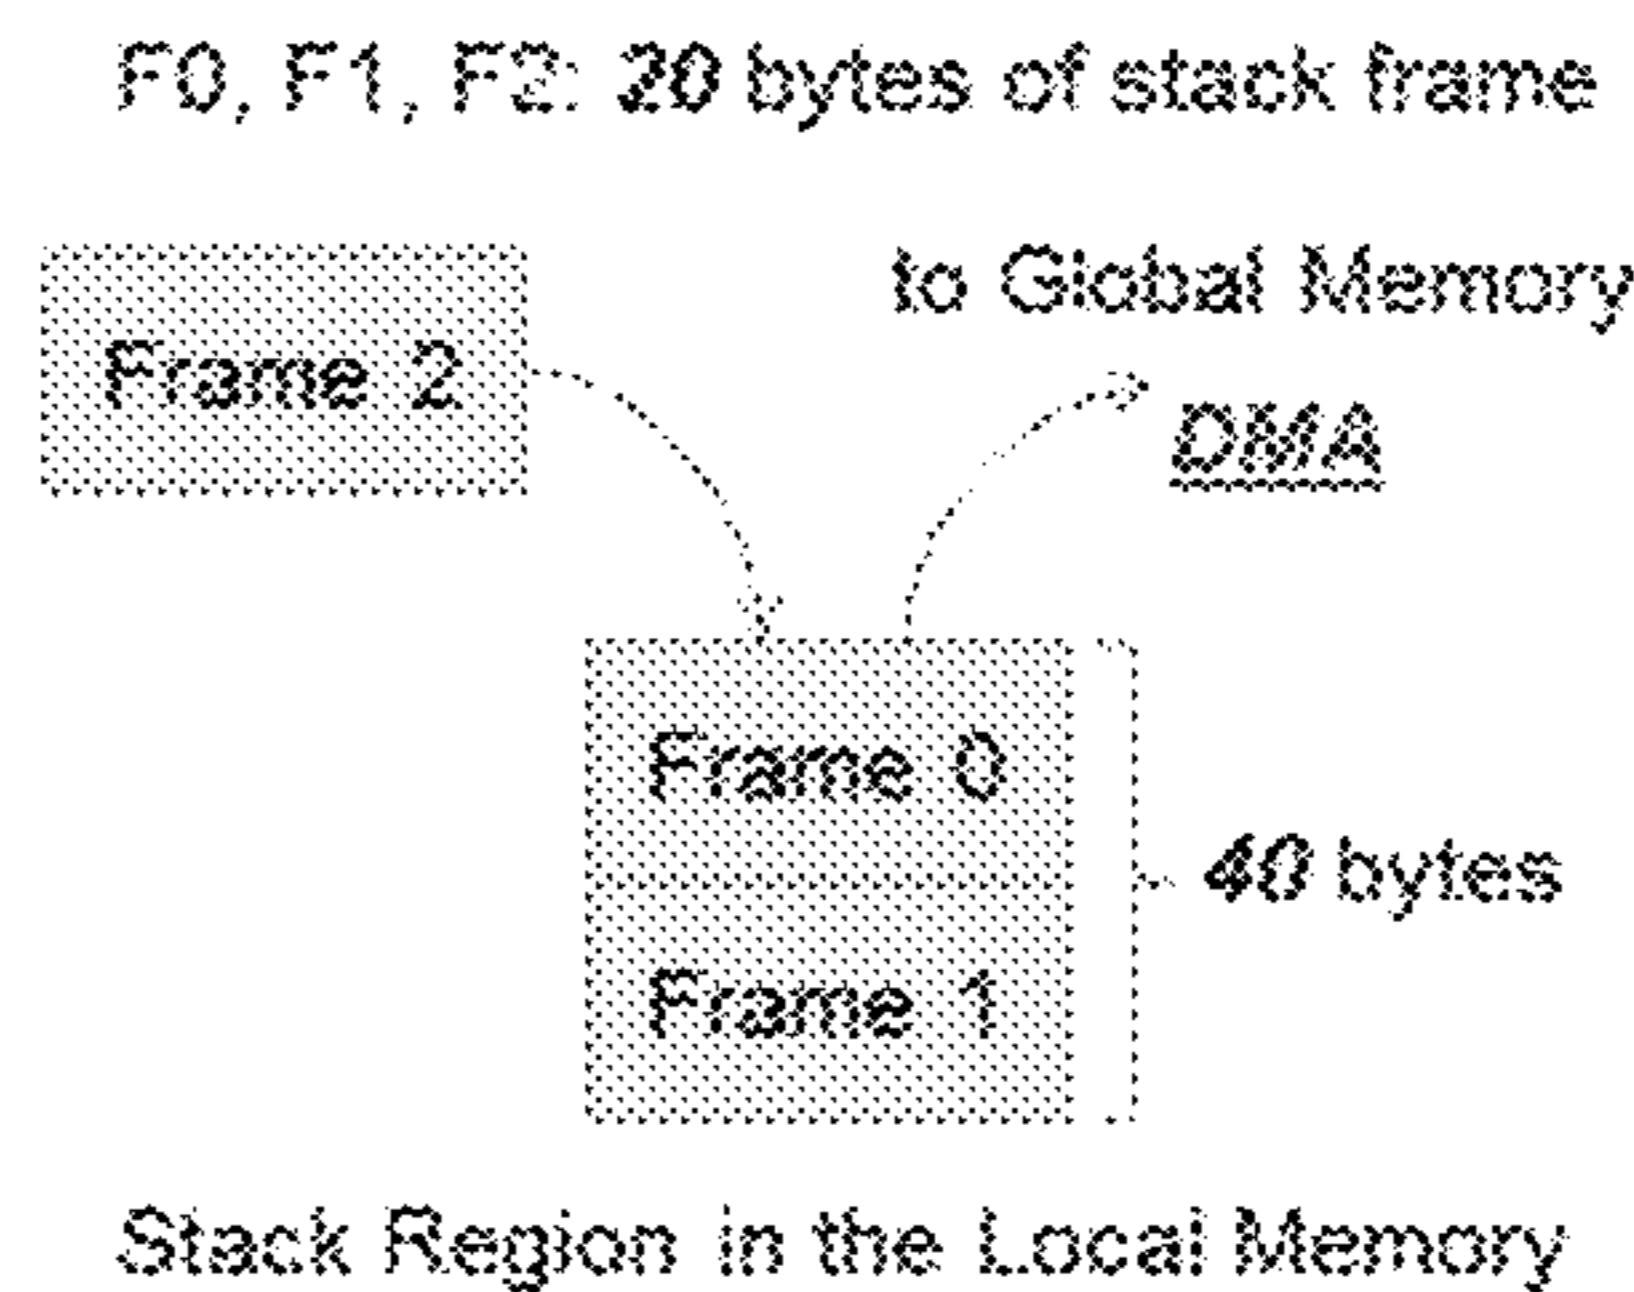 F0, F1, F2: 20 bytes of stack frame
to Global Memory
Frame 2
DMA
Frame 0
40 bytes
Frame 1
Stack Region in the Local Memory